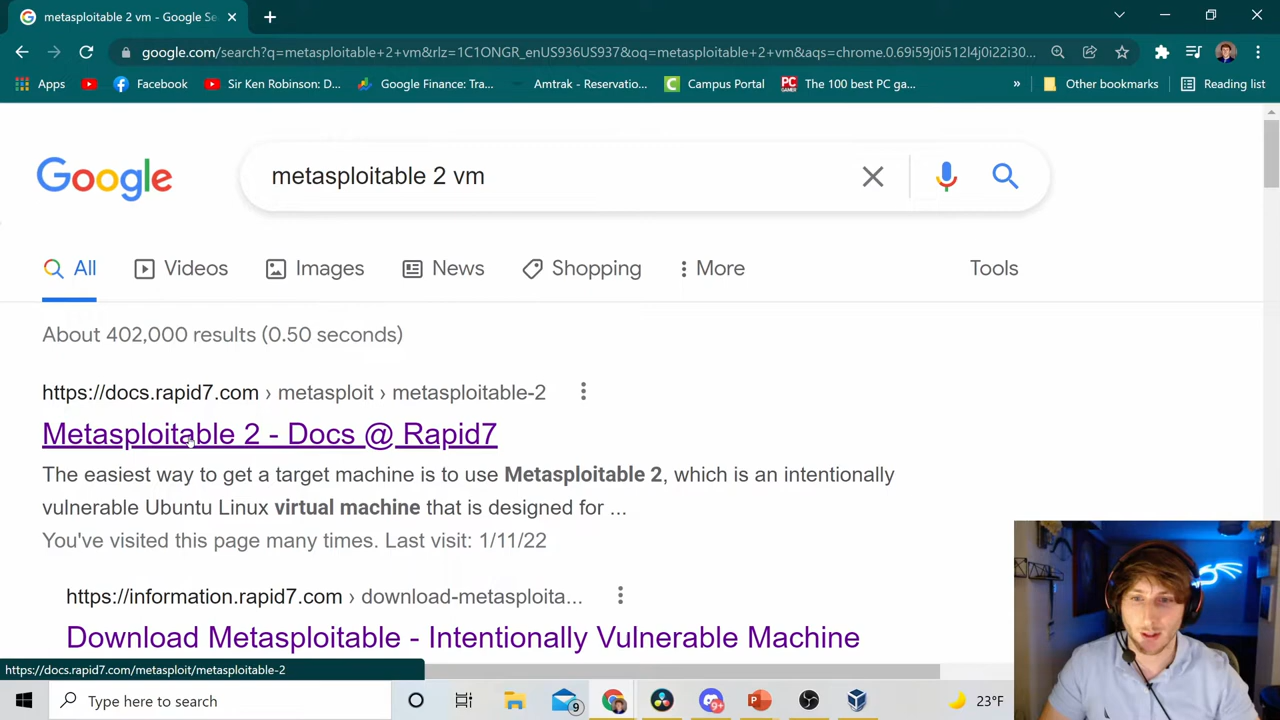 metasploitable 2 vm - Google Se
google.com/search?q=metasploitable+2+vm&rlz=1C1ONGR_enUS936US937&oq=metasploitable+2+vm&aqs=chrome.0.69i59j0i512l4j0i22i30...
Apps
Facebook
Sir Ken Robinson: D...
Google Finance: Tra...
Amtrak - Reservatio...
Campus Portal
PC GAMER
The 100 best PC ga...
»
Other bookmarks
Reading list
Google
metasploitable 2 vm
All
Videos
Images
News
Shopping
More
Tools
About 402,000 results (0.50 seconds)
https://docs.rapid7.com › metasploit › metasploitable-2
Metasploitable 2 - Docs @ Rapid7
The easiest way to get a target machine is to use Metasploitable 2, which is an intentionally
vulnerable Ubuntu Linux virtual machine that is designed for ...
You've visited this page many times. Last visit: 1/11/22
https://information.rapid7.com › download-metasploita...
Download Metasploitable - Intentionally Vulnerable Machine
https://docs.rapid7.com/metasploit/metasploitable-2
Type here to search
9
9+
23°F